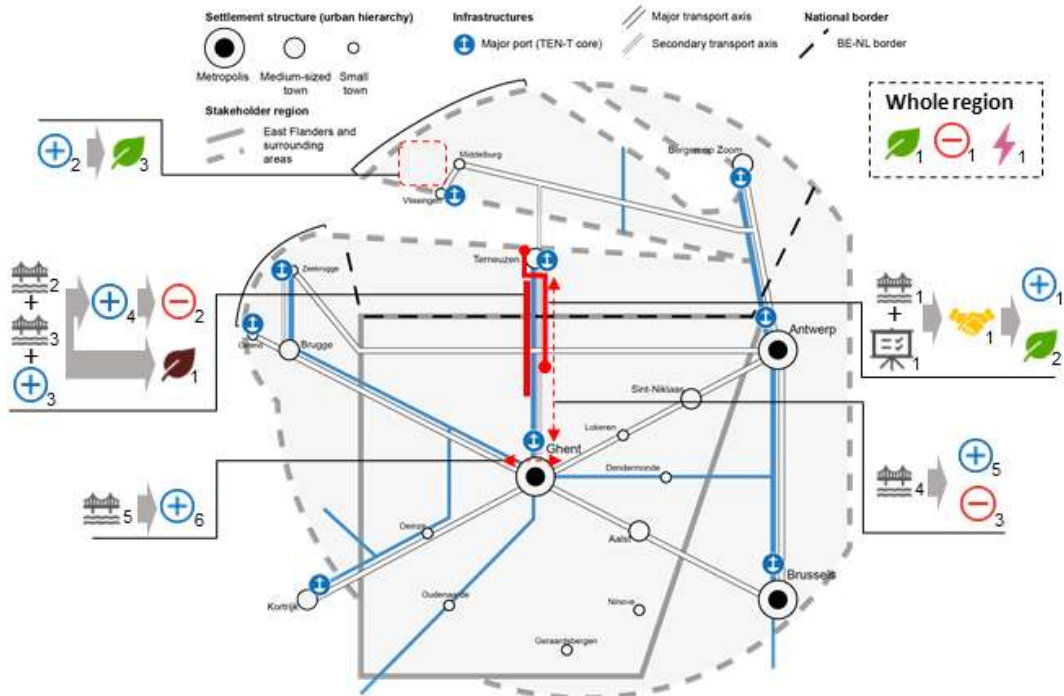 Settlement structure (urban hierarchy)
Infrastructures
Major transport axis
National border
Major port (TEN-T core)
Secondary transport axis
BE-NL border
Metropolis
Medium-sized
town
Small
town
Stakeholder region
East Flanders and
surrounding
areas
Whole region
1
1
1
2
3
Middelburg
Bergen op Zoom
Vlissingen
Terneuzen
Zeebrugge
2
+
3
+
3
4
2
1
1
+
1
1
1
2
Brugge
Antwerp
Sint-Niklaas
Lokeren
Ghent
Dendermonde
5
6
4
5
3
Deinze
Aalst
Brussels
Kortrijk
Oudenaarde
Ninove
Geraardsbergen